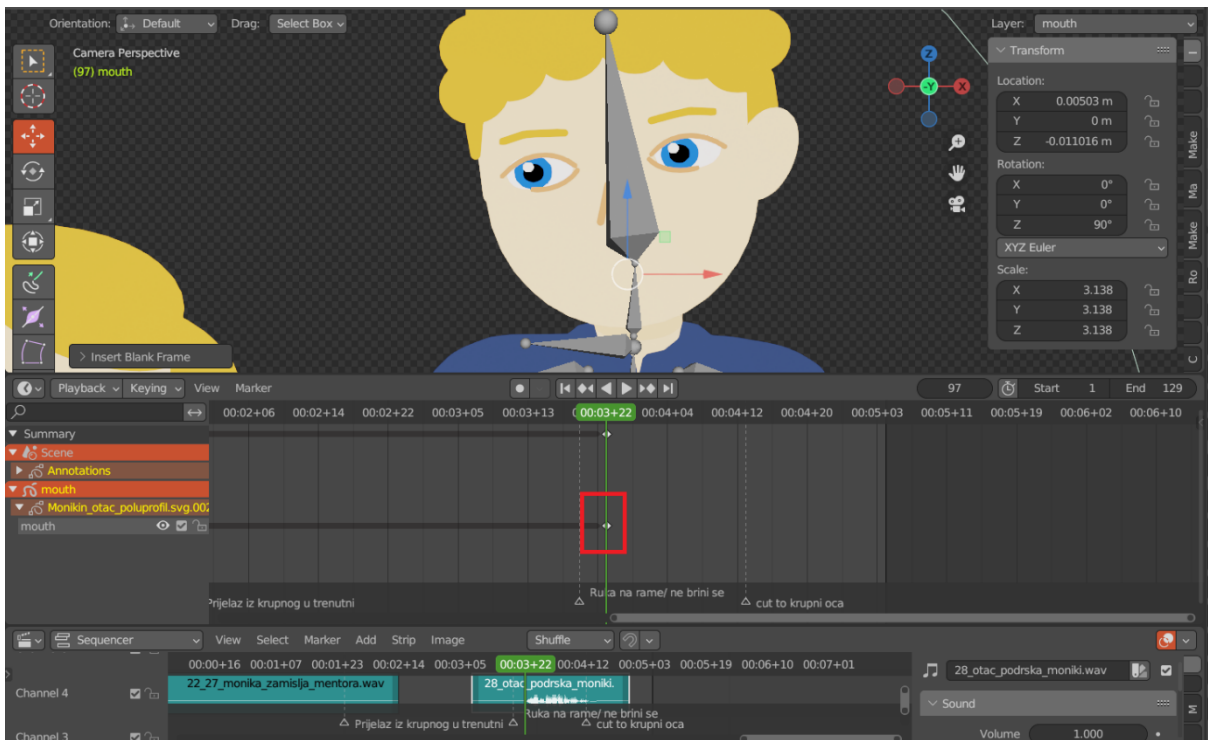 Orientation: Default Drag: Select Box
Layer: mouth
Camera Perspective
(97) mouth
Transform
Location:
X 0.00503 m
Y 0 m
Z -0.011016 m
Rotation:
X 0°
Y 0°
Z 90°
XYZ Euler
Scale:
X 3.138
Y 3.138
Z 3.138
Make
Ma
Make
Ro
C
Z
-Y
X
Insert Blank Frame
Playback Keying View Marker 97 Start 1 End 129
00:02+06 00:02+14 00:02+22 00:03+05 00:03+13 00:03+22 00:04+04 00:04+12 00:04+20 00:05+03 00:05+11 00:05+19 00:06+02 00:06+10
Summary
Scene
Annotations
mouth
Monikin_otac_poluprofil.svg.002
mouth
Prijelaz iz krupnog u trenutni Ruka na rame/ ne brini se cut to krupni oca
Sequencer View Select Marker Add Strip Image Shuffle
00:00+16 00:01+07 00:01+23 00:02+14 00:03+05 00:03+22 00:04+12 00:05+03 00:05+19 00:06+10 00:07+01
28_otac_podrska_moniki.wav
Channel 4 22_27_monika_zamislja_mentora.wav 28_otac_podrska_moniki.
Sound
M
Ruka na rame/ ne brini se
Prijelaz iz krupnog u trenutni cut to krupni oca
Channel 3
Volume 1.000